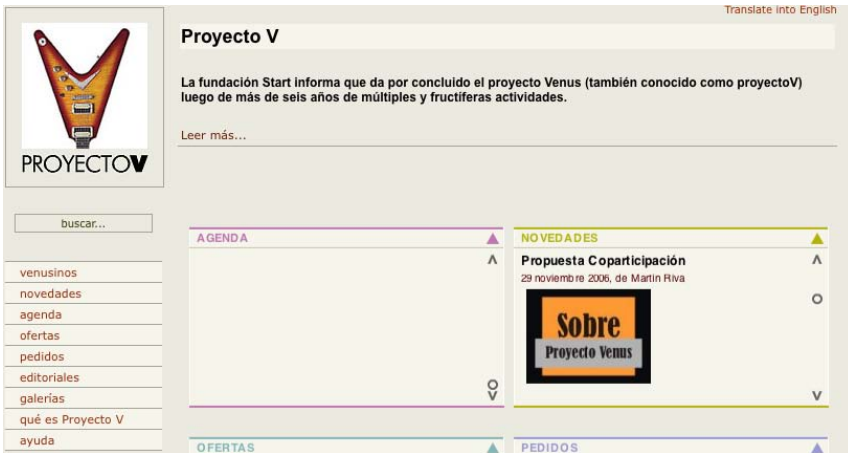 Translate into English
Proyecto V
La fundación Start informa que da por concluido el proyecto Venus (también conocido como proyectoV)
luego de más de seis años de múltiples y fructíferas actividades.
Leer más...
PROYECTOV
buscar...
venusinos
novedades
agenda
ofertas
pedidos
editoriales
galerías
qué es Proyecto V
ayuda
AGENDA
NOVEDADES
Propuesta Coparticipación
29 noviembre 2006, de Martin Riva
Sobre
Proyecto Venus
OFERTAS
PEDIDOS